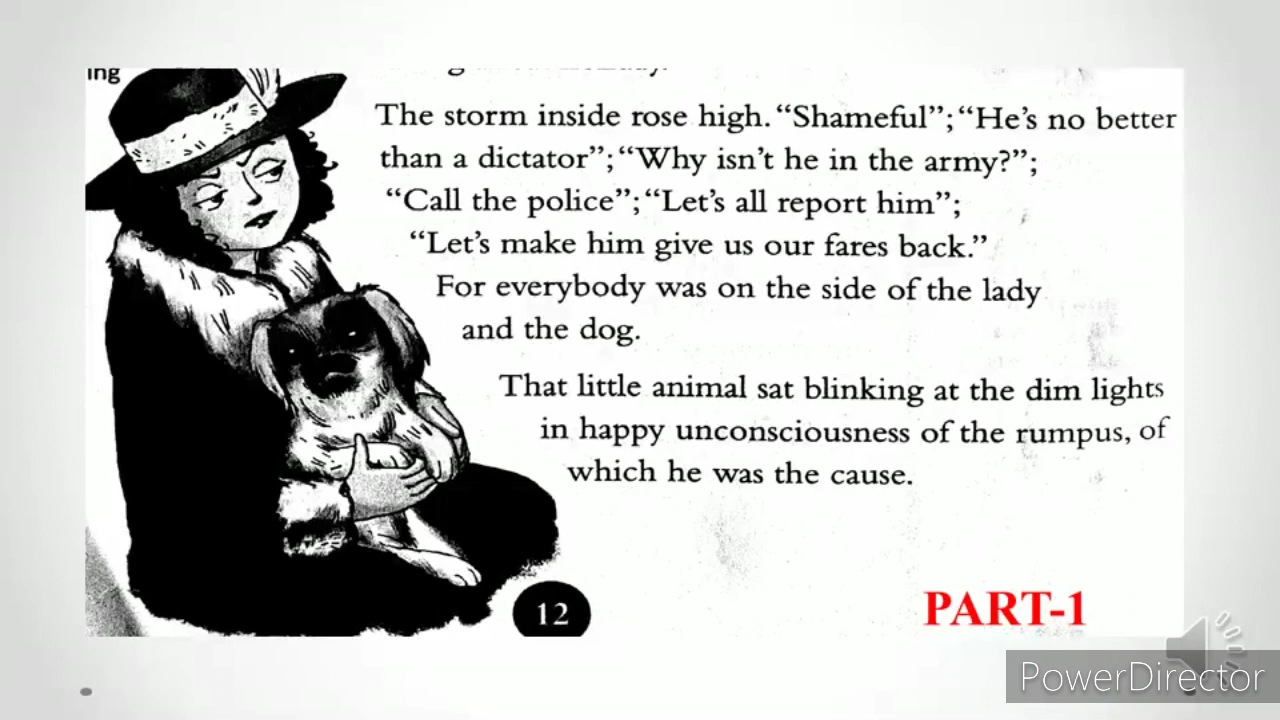 ing
The storm inside rose high. “Shameful”; “He’s no better
than a dictator”; “Why isn’t he in the army?”;
“Call the police”; “Let’s all report him”;
“Let’s make him give us our fares back.”
For everybody was on the side of the lady
and the dog.
That little animal sat blinking at the dim lights
in happy unconsciousness of the rumpus, of
which he was the cause.
12
PART-1
PowerDirector